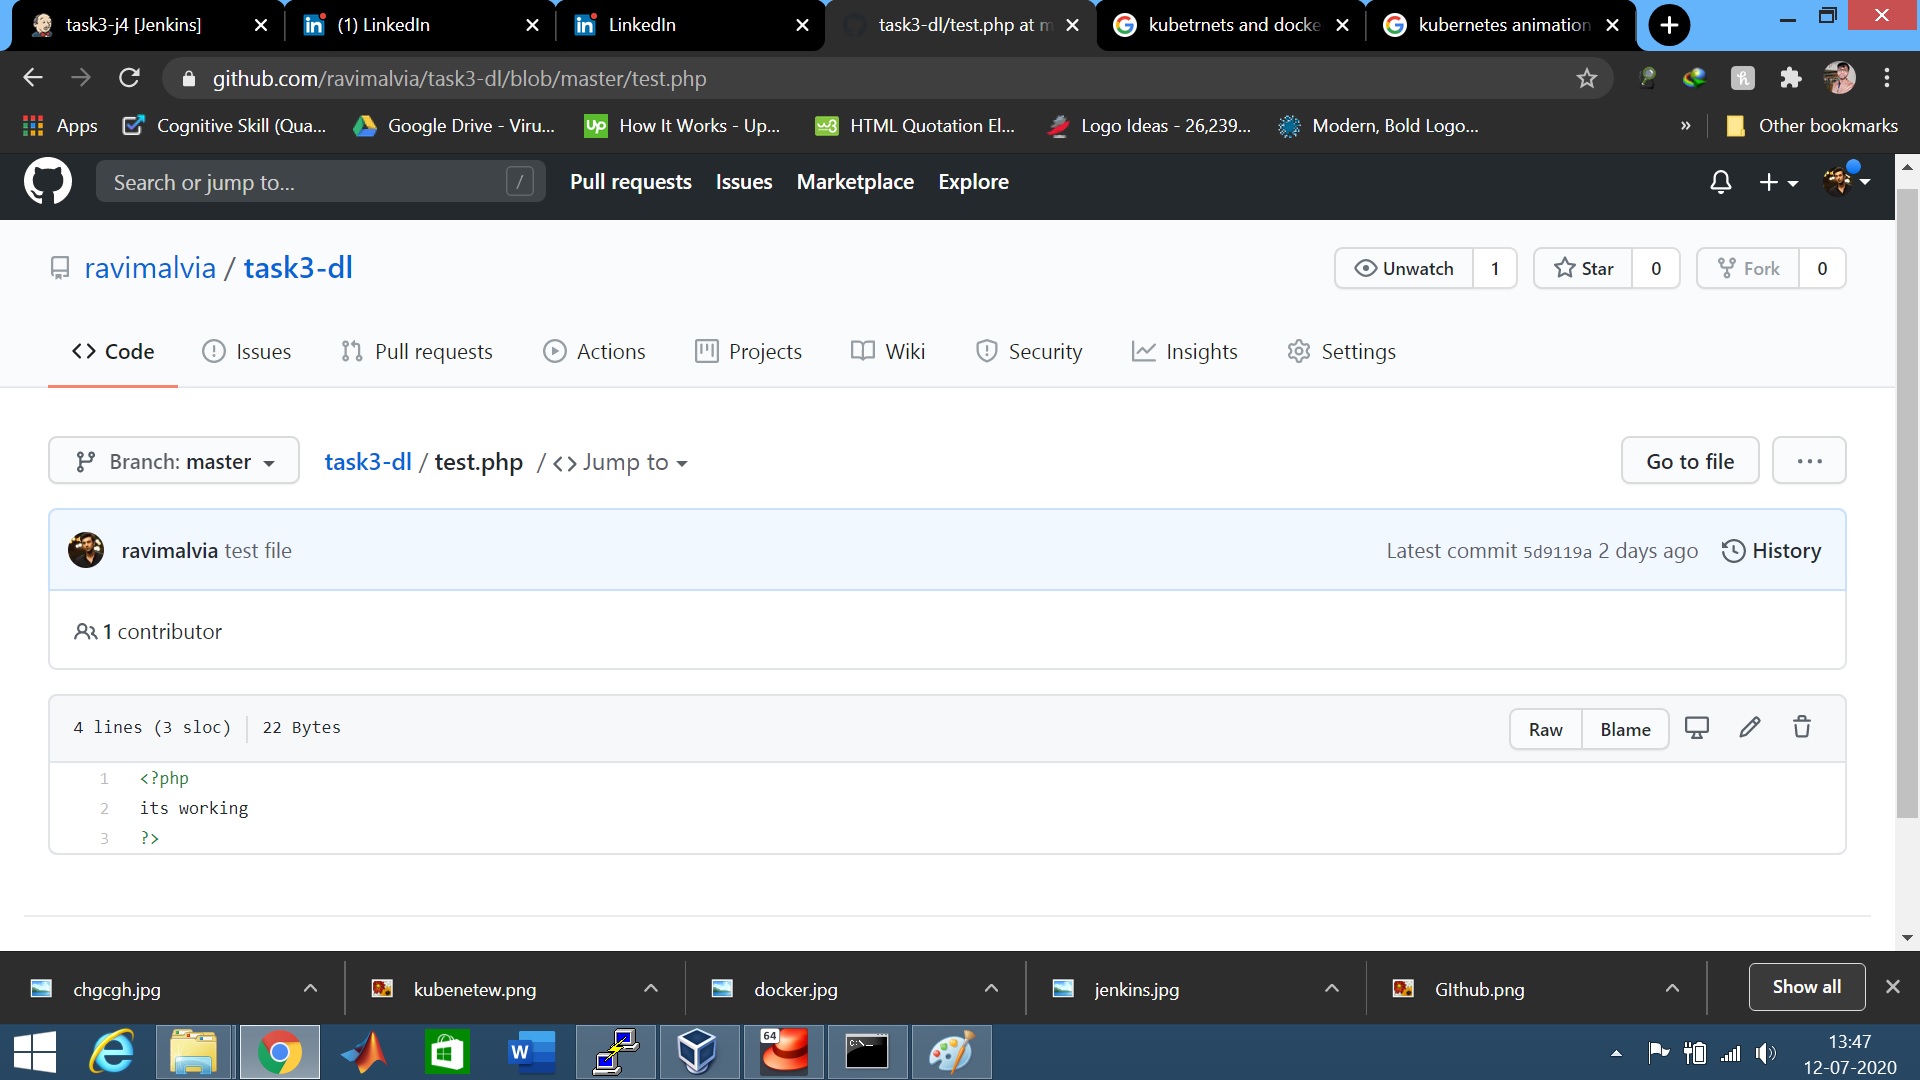 task3-j4 [Jenkins]
(1) LinkedIn
LinkedIn
task3-dl/test.php at m
kubetrnets and docke
kubernetes animation
github.com/ravimalvia/task3-dl/blob/master/test.php
Apps
Cognitive Skill (Qua...
Google Drive - Viru...
Up
How It Works - Up...
w3
HTML Quotation El...
Logo Ideas - 26,239...
Modern, Bold Logo...
»
Other bookmarks
Search or jump to...
/
Pull requests
Issues
Marketplace
Explore
ravimalvia / task3-dl
Unwatch 1
Star 0
Fork 0
Code
Issues
Pull requests
Actions
Projects
Wiki
Security
Insights
Settings
Branch: master
task3-dl / test.php / <> Jump to
Go to file
...
ravimalvia test file
Latest commit 5d9119a 2 days ago
History
1 contributor
4 lines (3 sloc) | 22 Bytes
Raw
Blame
1 <?php
2 its working
3 ?>
chgcgh.jpg
kubenetew.png
docker.jpg
jenkins.jpg
GIthub.png
Show all
64
C:\_
13:47
12-07-2020